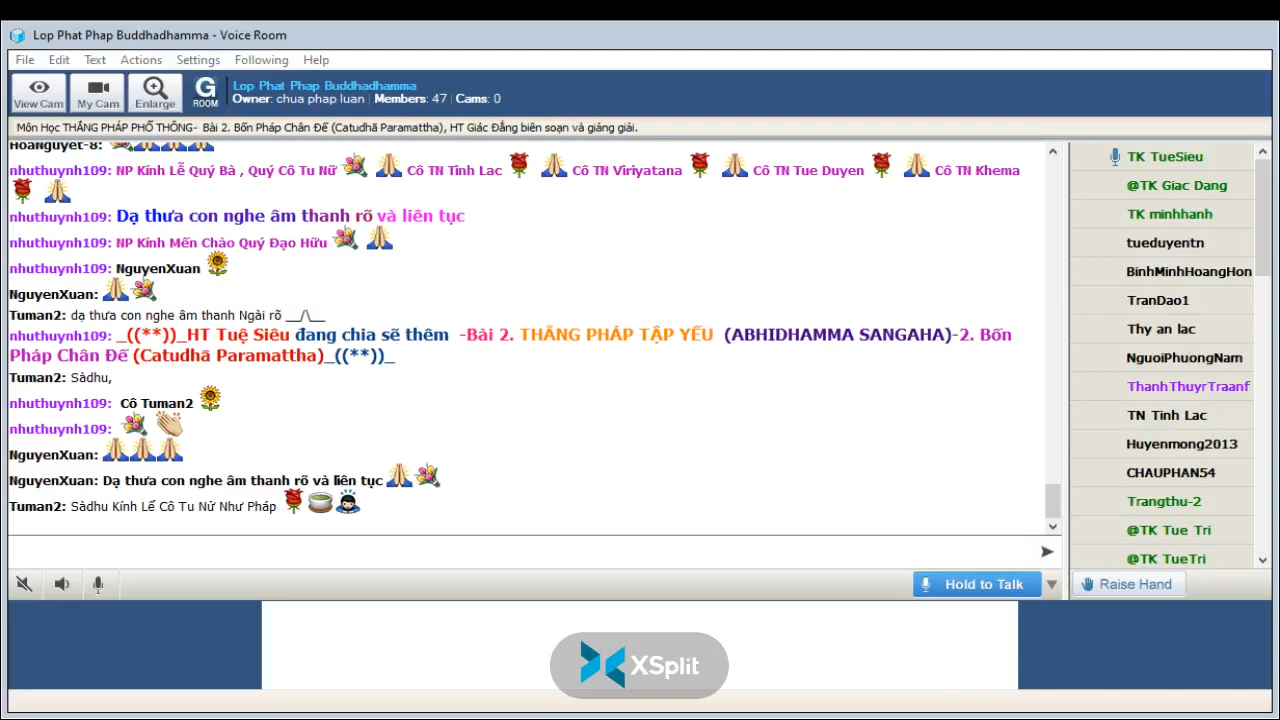 Lop Phat Phap Buddhadhamma - Voice Room
File Edit Text Actions Settings Following Help
View Cam My Cam Enlarge G ROOM
Lop Phat Phap Buddhadhamma
Owner: chua phap luan | Members: 47 | Cams: 0
Môn Học THẮNG PHÁP PHỔ THÔNG- Bài 2. Bốn Pháp Chân Đế (Catudhā Paramattha), HT Giác Đẳng biên soạn và giảng giải.
HoaNguyet-8:
nhuthuynh109: NP Kính Lễ Quý Bà , Quý Cô Tu Nữ Cô TN Tinh Lac Cô TN Viriyatana Cô TN Tue Duyen Cô TN Khema
nhuthuynh109: Dạ thưa con nghe âm thanh rõ và liên tục
nhuthuynh109: NP Kính Mến Chào Quý Đạo Hữu
nhuthuynh109: NguyenXuan
NguyenXuan:
Tuman2: dạ thưa con nghe âm thanh Ngài rõ __/\__
nhuthuynh109: _((**))_HT Tuệ Siêu đang chia sẽ thêm -Bài 2. THẮNG PHÁP TẬP YẾU (ABHIDHAMMA SANGAHA)-2. Bốn
Pháp Chân Đế (Catudhā Paramattha)_((**))_
Tuman2: Sàdhu,
nhuthuynh109: Cô Tuman2
nhuthuynh109:
NguyenXuan:
NguyenXuan: Dạ thưa con nghe âm thanh rõ và liên tục
Tuman2: Sàdhu Kính Lể Cô Tu Nử Như Pháp
Hold to Talk
TK TueSieu
@TK Giac Dang
TK minhhanh
tueduyentn
BinhMinhHoangHon
TranDao1
Thy an lac
NguoiPhuongNam
ThanhThuyrTraanf
TN Tinh Lac
Huyenmong2013
CHAUPHAN54
Trangthu-2
@TK Tue Tri
@TK TueTri
Raise Hand
XSplit